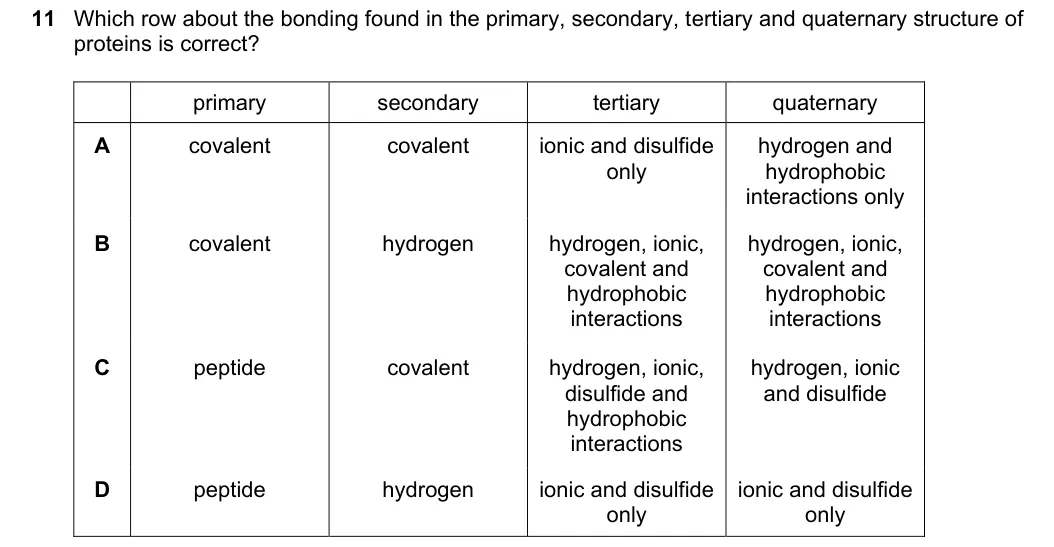 11 Which row about the bonding found in the primary, secondary, tertiary and quaternary structure of
proteins is correct?
primary secondary tertiary quaternary
A covalent covalent ionic and disulfide only hydrogen and hydrophobic interactions only
B covalent hydrogen hydrogen, ionic, covalent and hydrophobic interactions hydrogen, ionic, covalent and hydrophobic interactions
C peptide covalent hydrogen, ionic, disulfide and hydrophobic interactions hydrogen, ionic and disulfide
D peptide hydrogen ionic and disulfide only ionic and disulfide only